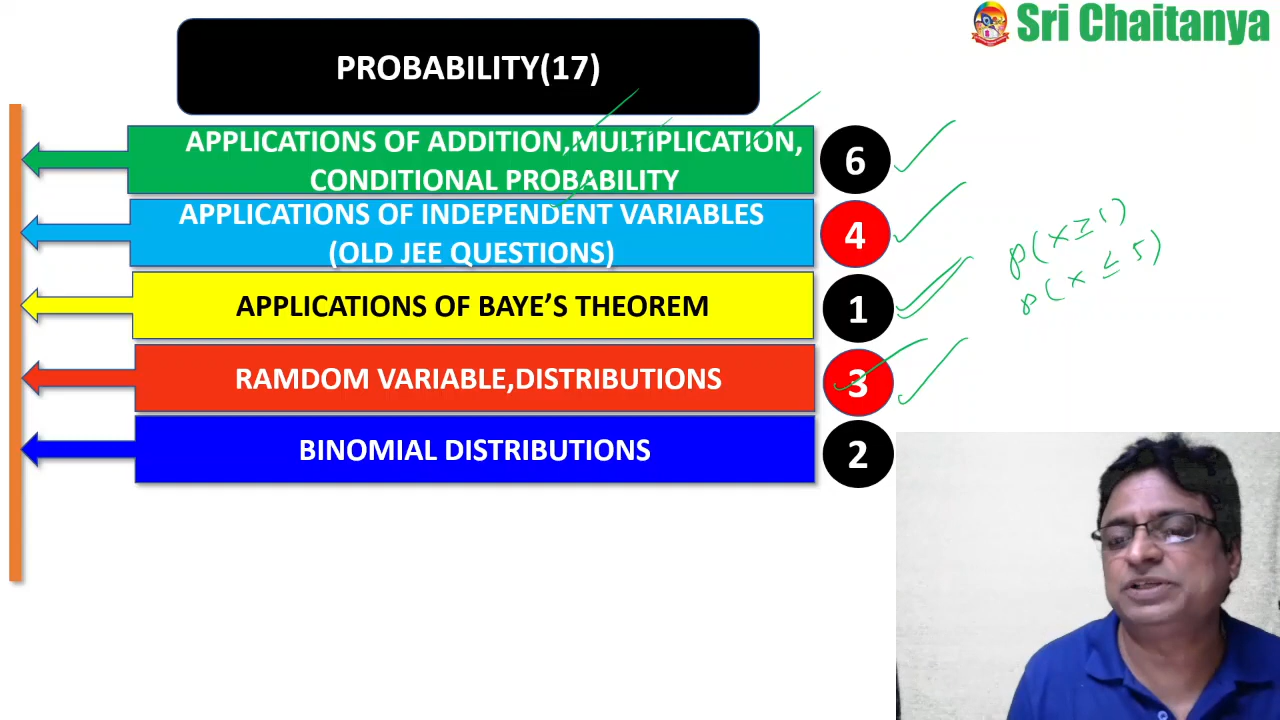 Sri Chaitanya
PROBABILITY(17)
APPLICATIONS OF ADDITION,MULTIPLICATION,
CONDITIONAL PROBABILITY
6
APPLICATIONS OF INDEPENDENT VARIABLES
(OLD JEE QUESTIONS)
4
APPLICATIONS OF BAYE’S THEOREM
1
RAMDOM VARIABLE,DISTRIBUTIONS
3
BINOMIAL DISTRIBUTIONS
2
P(x≥1)
P(x≤5)